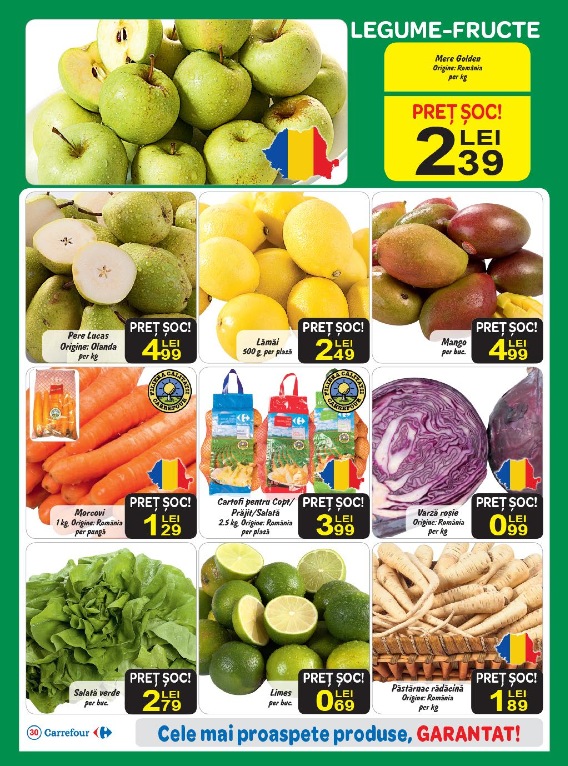 LEGUME-FRUCTE
Mere Golden
Origine: România
per kg
PREȚ ȘOC!
2 LEI 39
Pere Lucas
Origine: Olanda
per kg
PREȚ ȘOC!
4 LEI 99
Lămâi
500 g, per plasă
PREȚ ȘOC!
2 LEI 49
Mango
per buc.
PREȚ ȘOC!
4 LEI 99
FILIERA CALITĂȚII
CARREFOUR
Morcovi
1 kg, Origine: România
per pungă
PREȚ ȘOC!
1 LEI 29
FILIERA CALITĂȚII
CARREFOUR
Cartofi pentru Copt/
Prăjit/Salată
2.5 kg, Origine: România
per plasă
PREȚ ȘOC!
3 LEI 99
Varză roșie
Origine: România
per kg
PREȚ ȘOC!
0 LEI 99
Salată verde
per buc.
PREȚ ȘOC!
2 LEI 79
Limes
per buc.
PREȚ ȘOC!
0 LEI 69
Păstârnac rădăcină
Origine: România
per kg
PREȚ ȘOC!
1 LEI 89
30 Carrefour
Cele mai proaspete produse, GARANTAT!